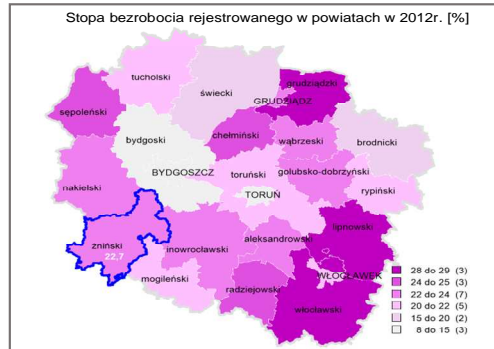 Stopa bezrobocia rejestrowanego w powiatach w 2012r. [%]
tucholski
świecki
grudziądzki
GRUDZIĄDZ
sępoleński
chełmiński
wąbrzeski
brodnicki
bydgoski
BYDGOSZCZ
toruński
golubsko-dobrzyński
nakielski
TORUŃ
rypiński
lipnowski
żniński
22,7
inowrocławski
aleksandrowski
mogileński
WŁOCŁAWEK
radziejowski
włocławski
28 do 29 (3)
24 do 25 (3)
22 do 24 (7)
20 do 22 (5)
15 do 20 (2)
8 do 15 (3)